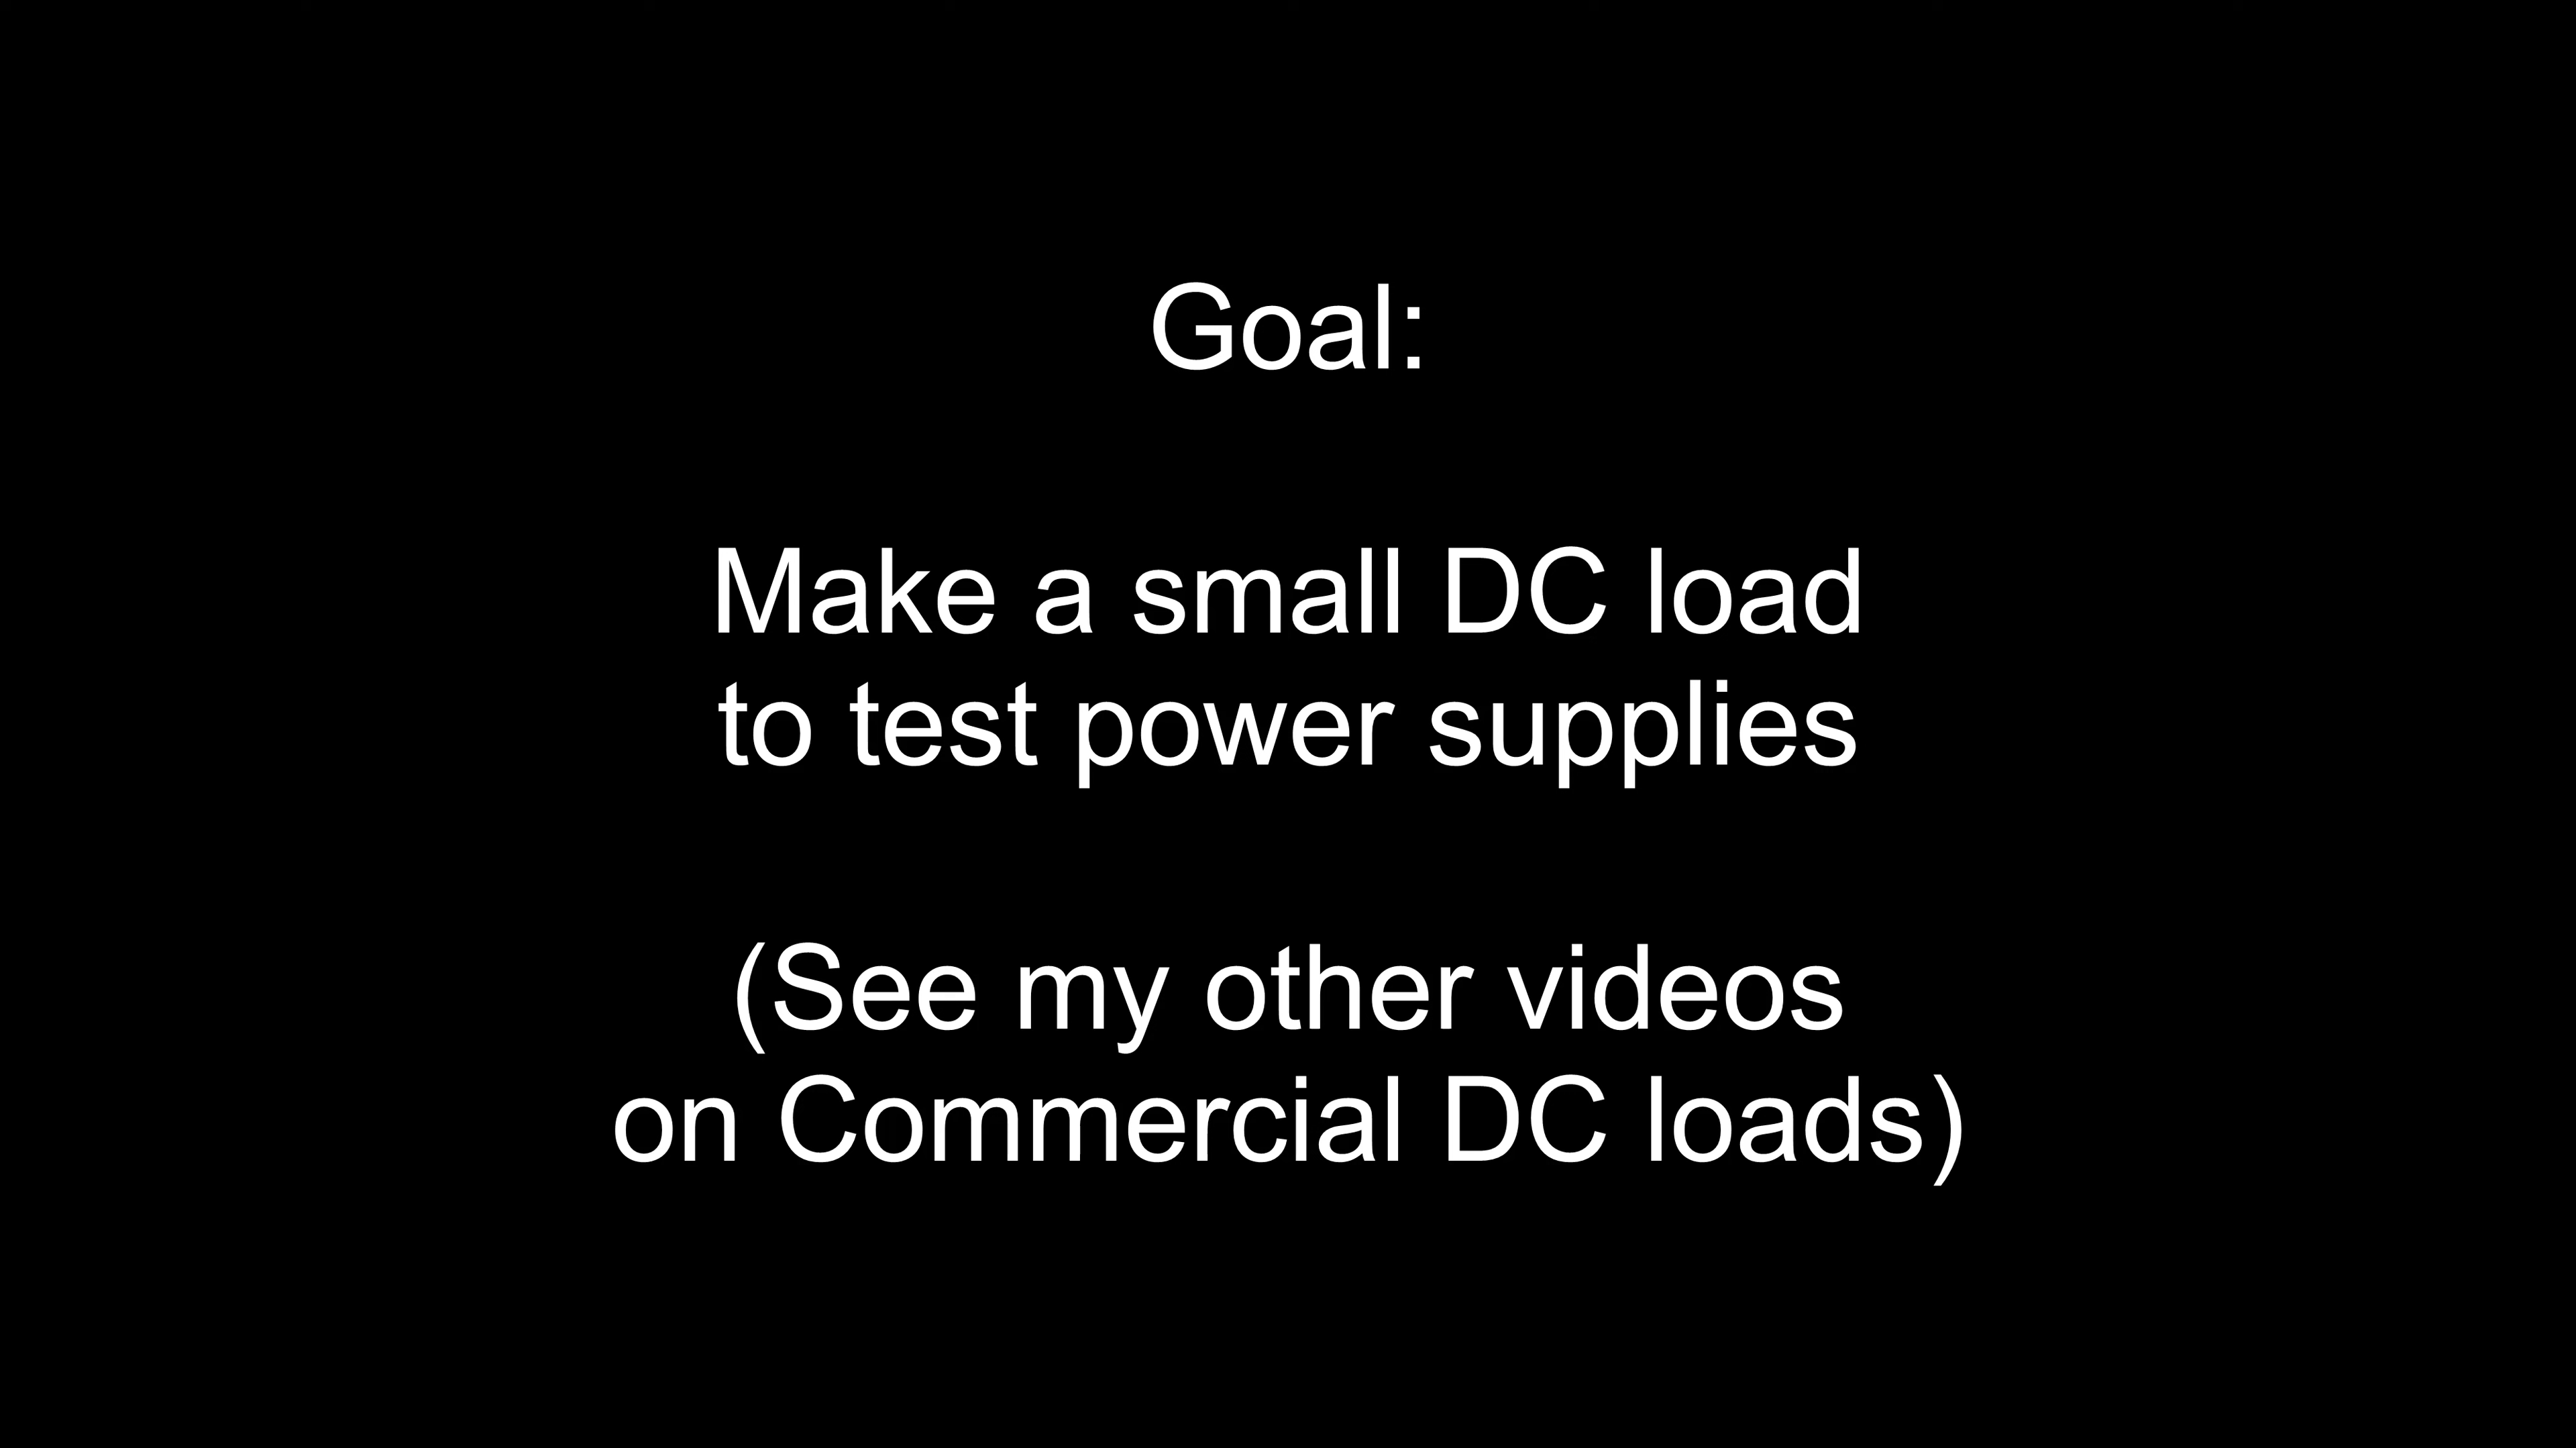 Goal:
Make a small DC load
to test power supplies
(See my other videos
on Commercial DC loads)